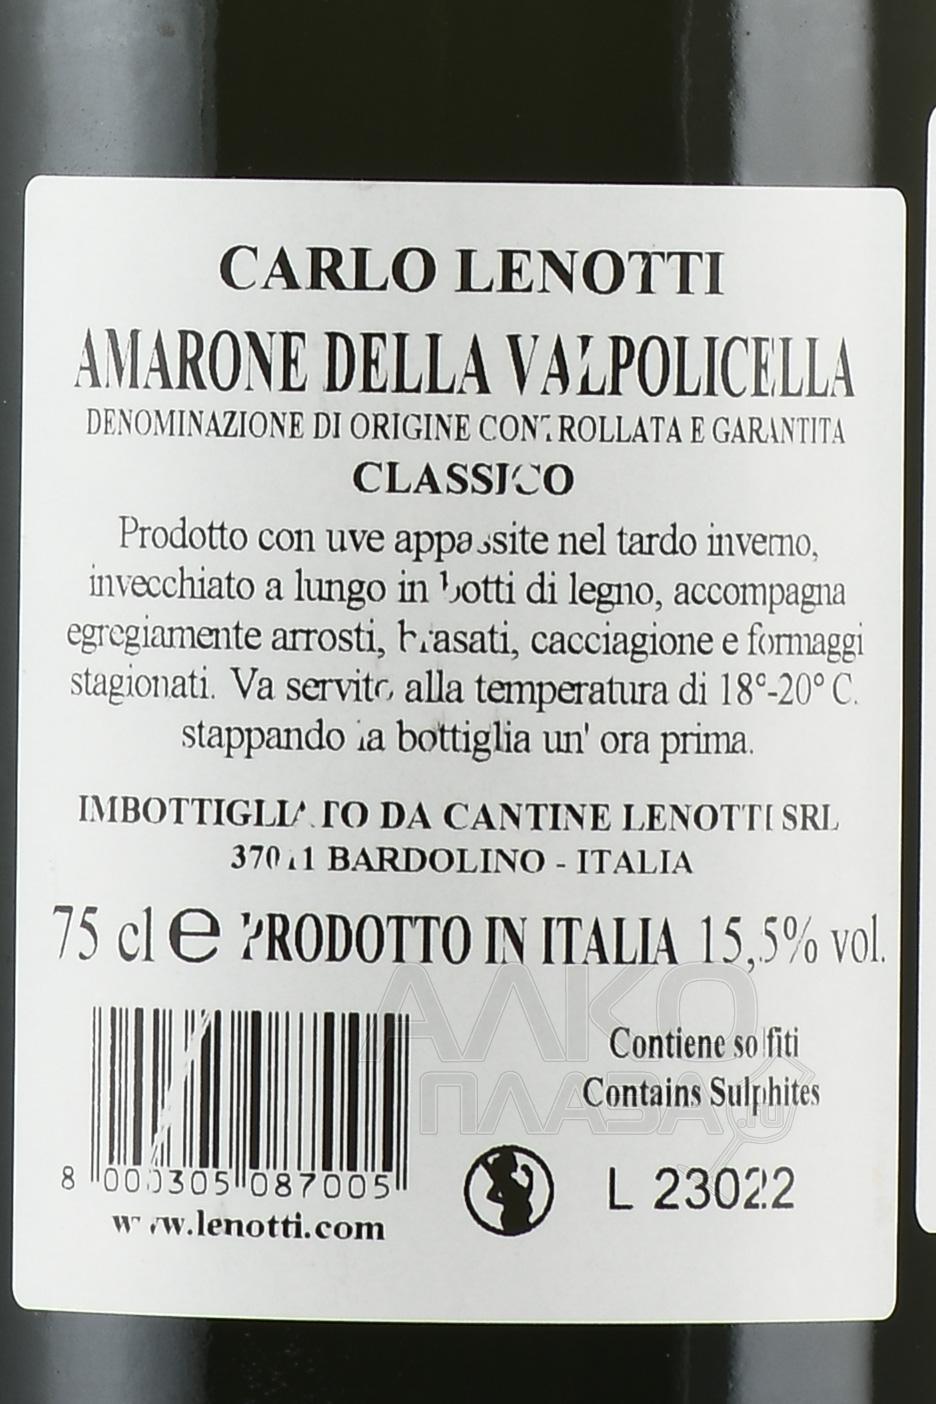 CARLO LENOTTI
AMARONE DELLA VALPOLICELLA
DENOMINAZIONE DI ORIGINE CONTROLLATA E GARANTITA
CLASSICO
Prodotto con uve appassite nel tardo inverno,
invecchiato a lungo in botti di legno, accompagna
egregiamente arrosti, brasati, cacciagione e formaggi
stagionati. Va servito alla temperatura di 18°-20° C.
stappando la bottiglia un' ora prima.
IMBOTTIGLIATO DA CANTINE LENOTTI SRL
37011 BARDOLINO - ITALIA
75 cl e PRODOTTO IN ITALIA 15,5% vol.
Contiene solfiti
Contains Sulphites
8 000305 087005
www.lenotti.com
L 23022
АЛКО
ПЛАЗА.ru